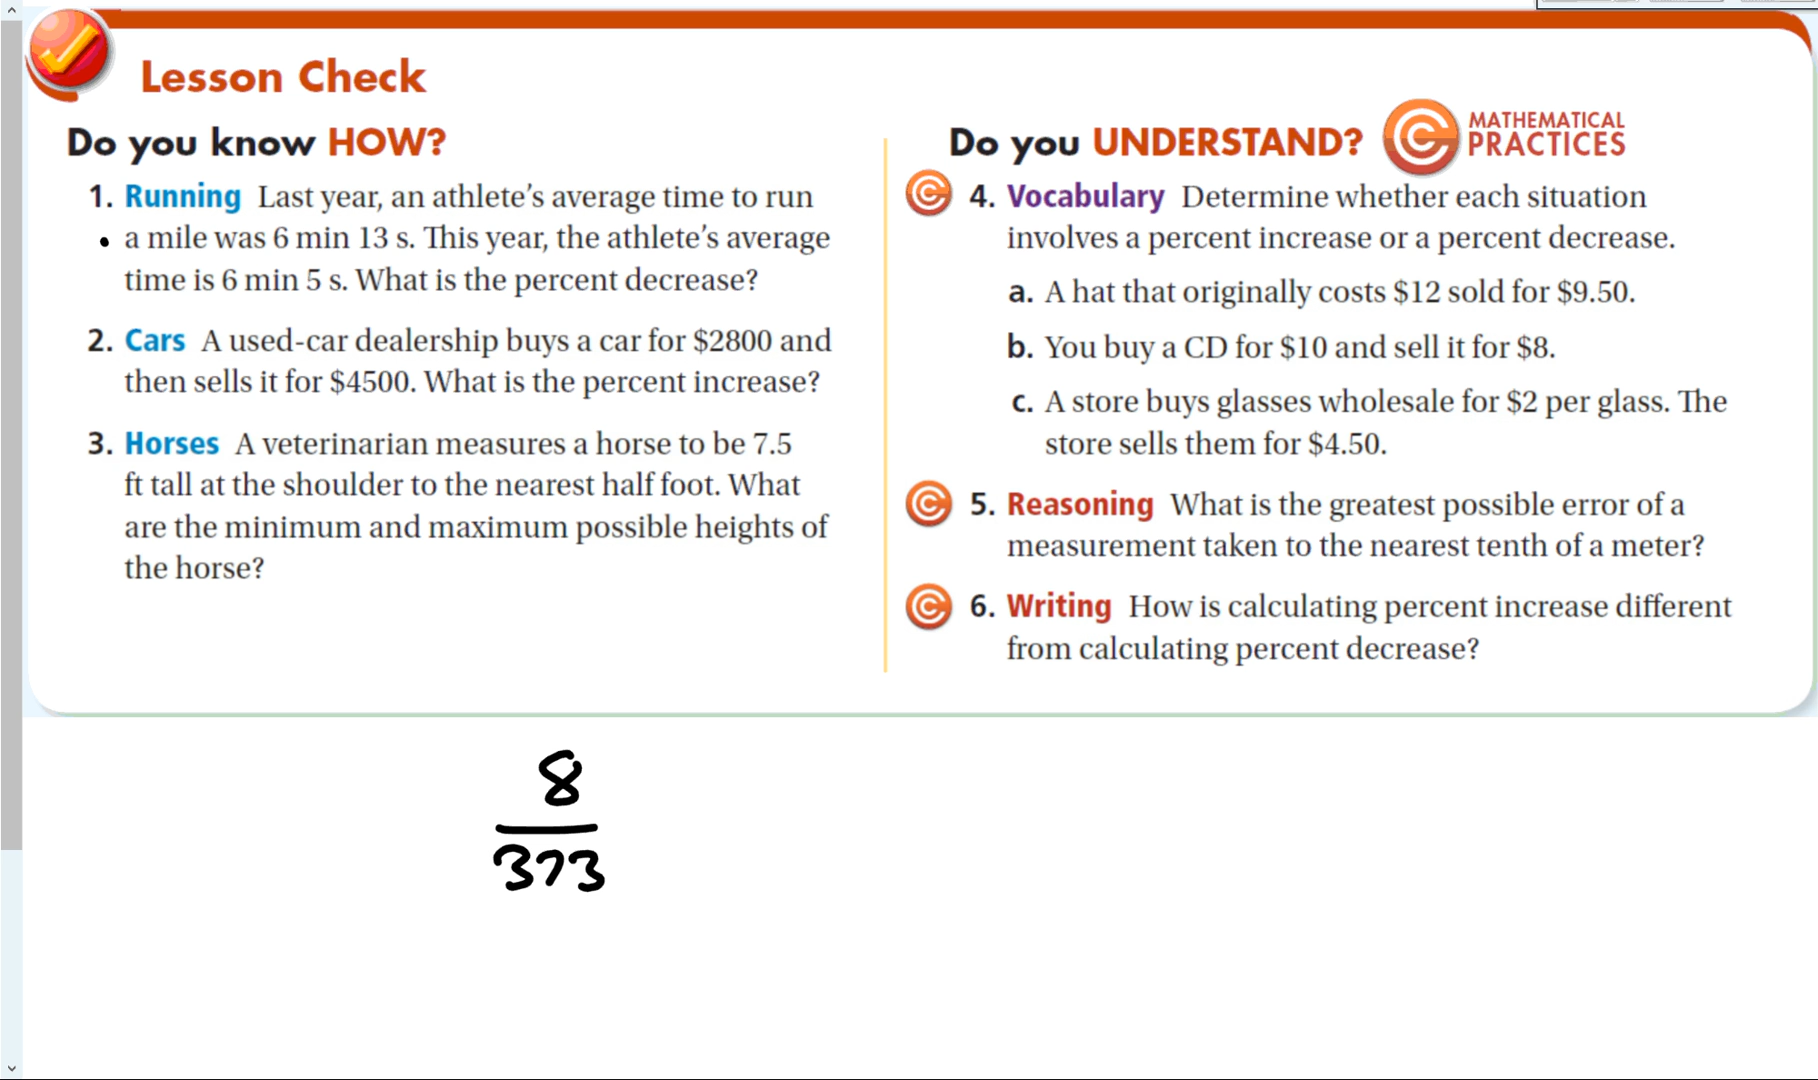 Lesson Check
Do you know HOW?
1. Running Last year, an athlete's average time to run
a mile was 6 min 13 s. This year, the athlete's average
time is 6 min 5 s. What is the percent decrease?
2. Cars A used-car dealership buys a car for $2800 and
then sells it for $4500. What is the percent increase?
3. Horses A veterinarian measures a horse to be 7.5
ft tall at the shoulder to the nearest half foot. What
are the minimum and maximum possible heights of
the horse?
Do you UNDERSTAND?
MATHEMATICAL
PRACTICES
4. Vocabulary Determine whether each situation
involves a percent increase or a percent decrease.
a. A hat that originally costs $12 sold for $9.50.
b. You buy a CD for $10 and sell it for $8.
c. A store buys glasses wholesale for $2 per glass. The
store sells them for $4.50.
5. Reasoning What is the greatest possible error of a
measurement taken to the nearest tenth of a meter?
6. Writing How is calculating percent increase different
from calculating percent decrease?
8
373